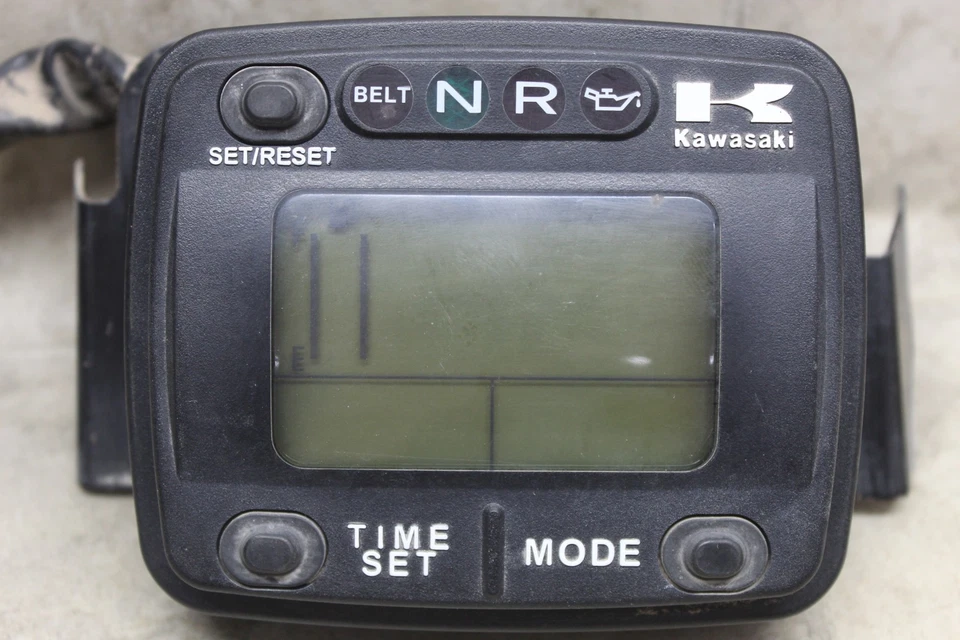 BELT N R
Kawasaki
SET/RESET
F
E
TIME
SET
MODE